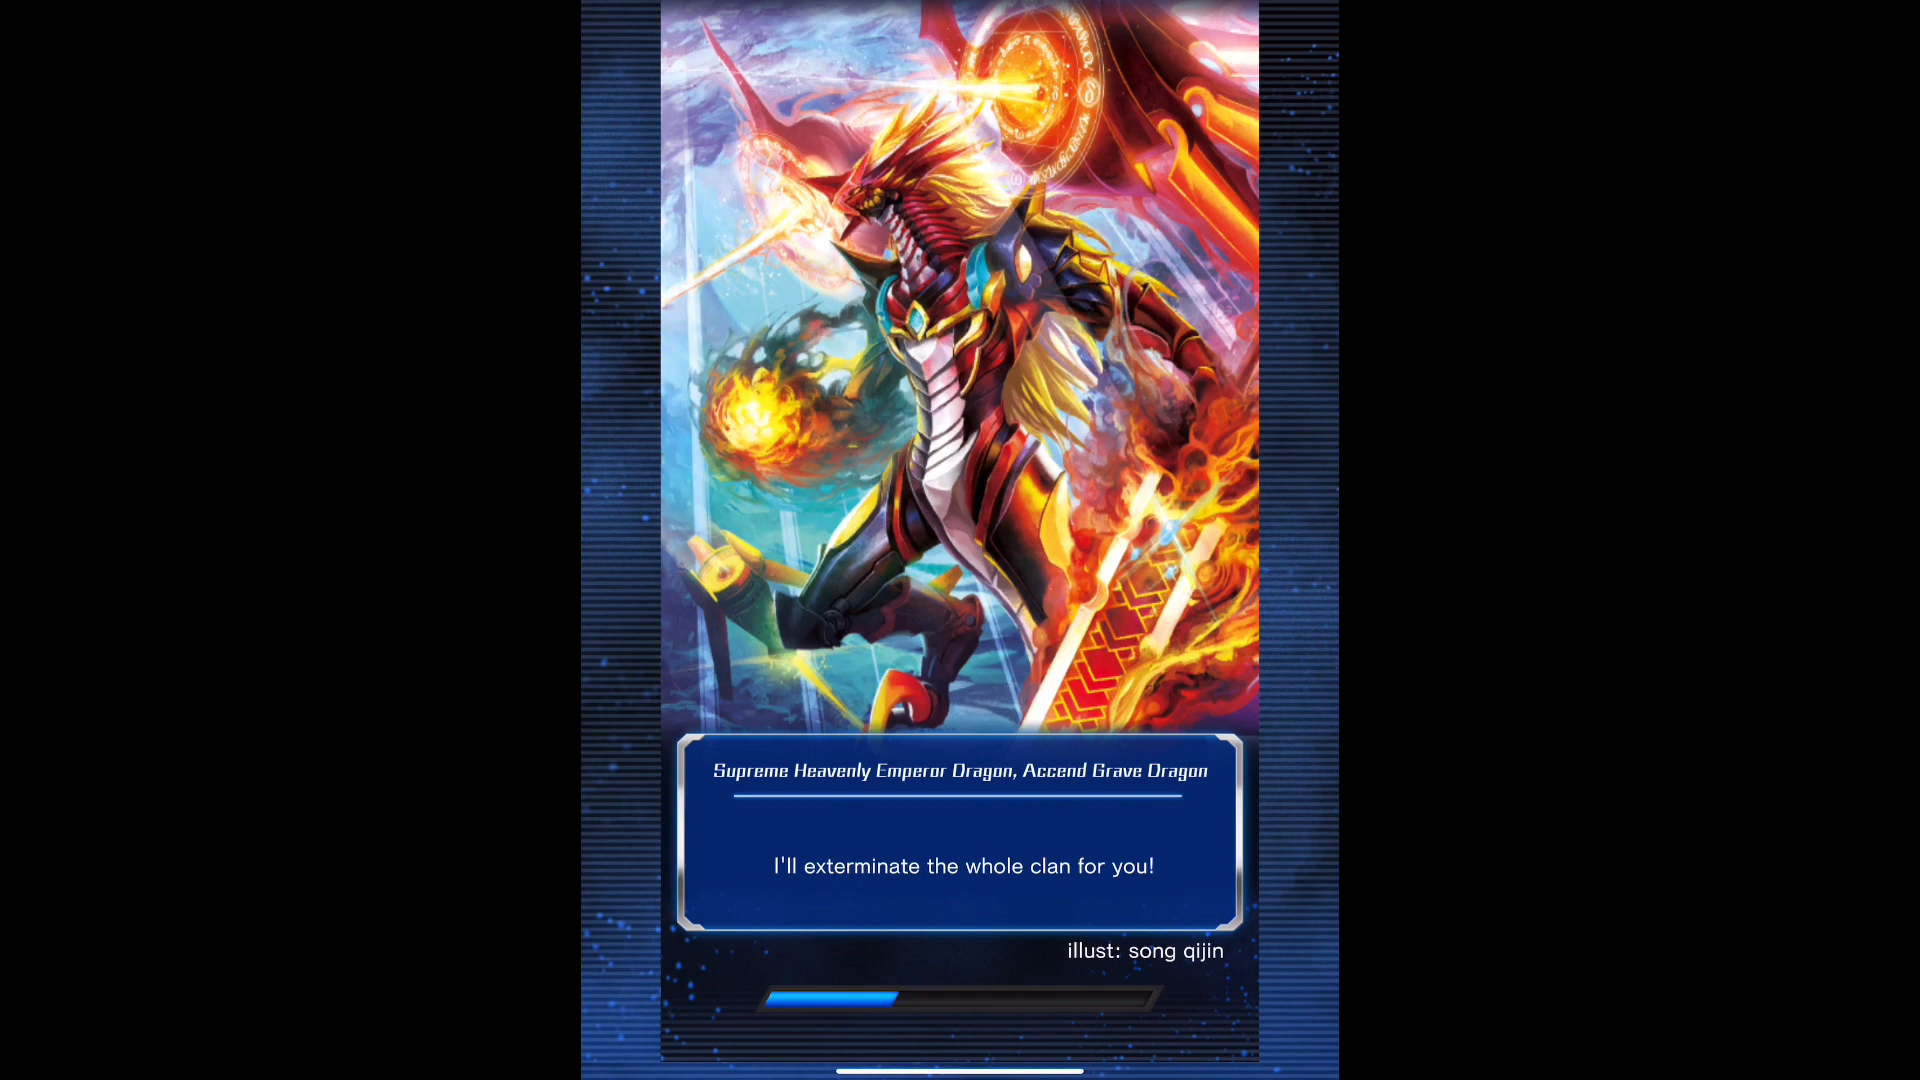 Supreme Heavenly Emperor Dragon, Accend Grave Dragon
I'll exterminate the whole clan for you!
illust: song qijin